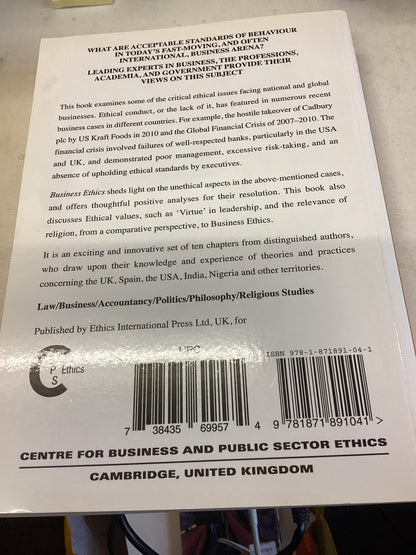 WHAT ARE ACCEPTABLE STANDARDS OF BEHAVIOUR
IN TODAY'S FAST-MOVING, AND OFTEN
INTERNATIONAL, BUSINESS ARENA?
LEADING EXPERTS IN BUSINESS, THE PROFESSIONS,
ACADEMIA, AND GOVERNMENT PROVIDE THEIR
VIEWS ON THIS SUBJECT
This book examines some of the critical ethical issues facing national and global
businesses. Ethical conduct, or the lack of it, has featured in numerous recent
business cases in different countries. For example, the hostile takeover of Cadbury
plc by US Kraft Foods in 2010 and the Global Financial Crisis of 2007–2010. The
financial crisis involved failures of well-respected banks, particularly in the USA
and UK, and demonstrated poor management, excessive risk-taking, and an
absence of upholding ethical standards by executives.
Business Ethics sheds light on the unethical aspects in the above-mentioned cases,
and offers thoughtful positive analyses for their resolution. This book also
discusses Ethical values, such as 'Virtue' in leadership, and the relevance of
religion, from a comparative perspective, to Business Ethics.
It is an exciting and innovative set of ten chapters from distinguished authors,
who draw upon their knowledge and experience of theories and practices
concerning the UK, Spain, the USA, India, Nigeria and other territories.
Law/Business/Accountancy/Politics/Philosophy/Religious Studies
Published by Ethics International Press Ltd, UK, for
P Ethics
S
UPC
ISBN 978-1-871891-04-1
7 38435 69957 4
9 781871 891041 >
CENTRE FOR BUSINESS AND PUBLIC SECTOR ETHICS
CAMBRIDGE, UNITED KINGDOM